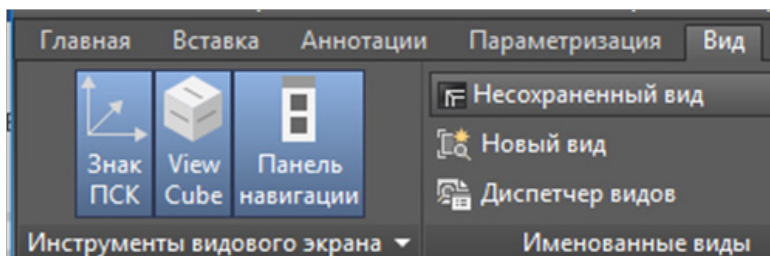 Главная Вставка Аннотации Параметризация Вид
Знак ПСК
View Cube
Панель навигации
Несохраненный вид
Новый вид
Диспетчер видов
Инструменты видового экрана
Именованные виды